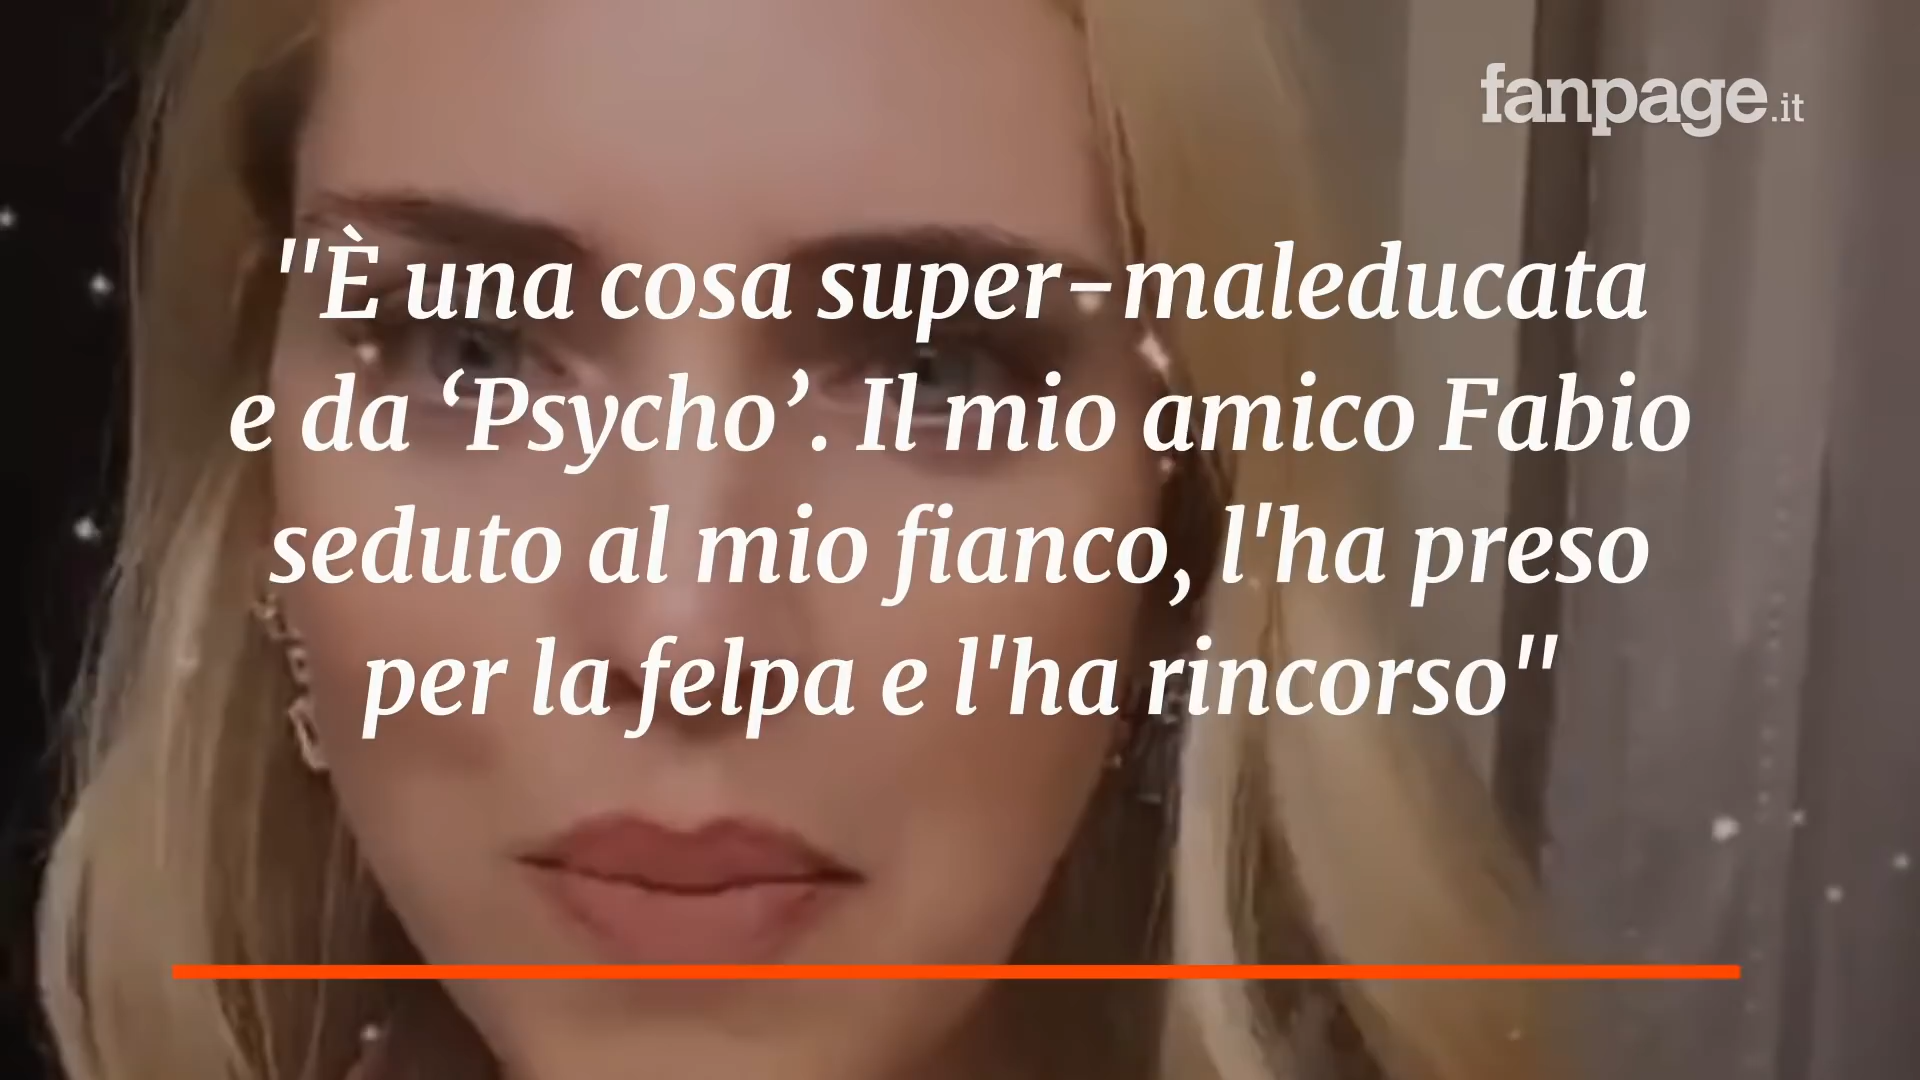 fanpage.it
"È una cosa super-maleducata
e da ‘Psycho’. Il mio amico Fabio
seduto al mio fianco, l'ha preso
per la felpa e l'ha rincorso"